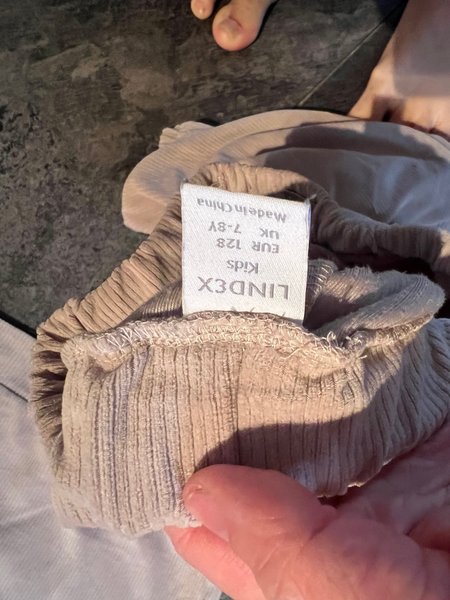 LINDEX
Kids
EUR 128
UK 7-8Y
Made in China